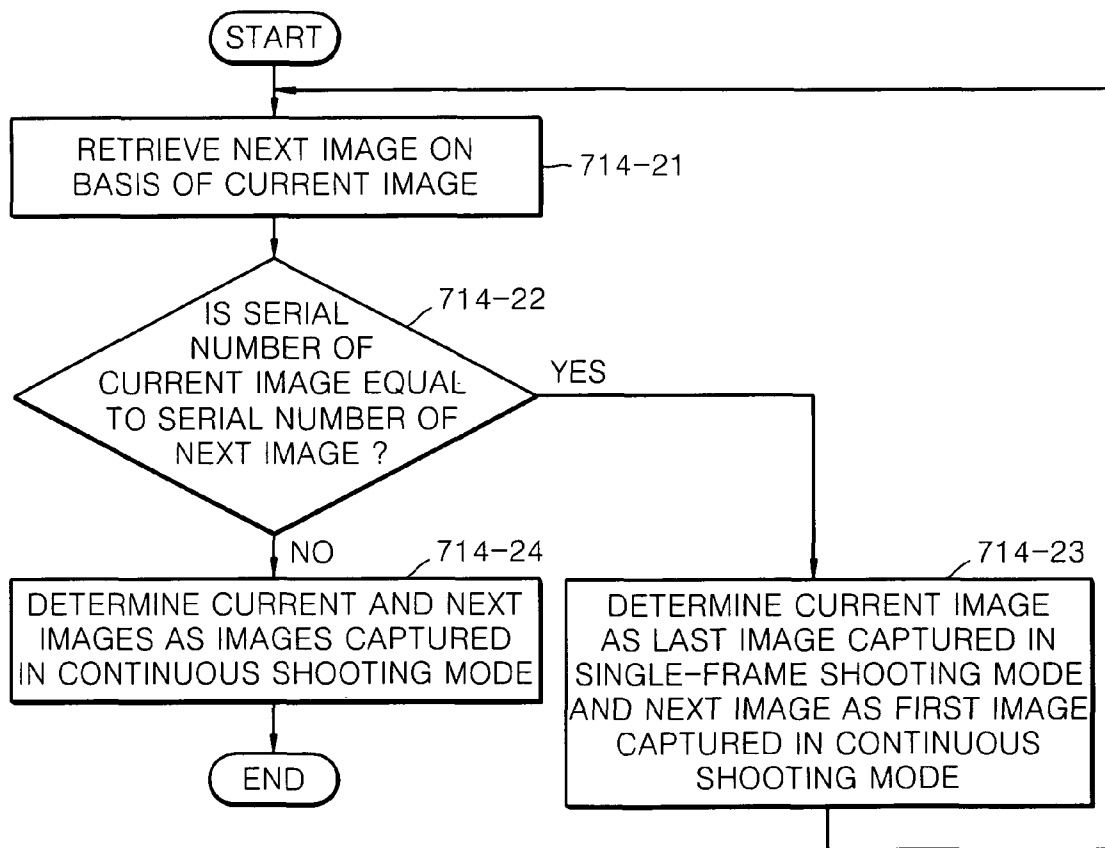 START
RETRIEVE NEXT IMAGE ON
BASIS OF CURRENT IMAGE
714-21
714-22
IS SERIAL
NUMBER OF
CURRENT IMAGE EQUAL
TO SERIAL NUMBER OF
NEXT IMAGE ?
YES
NO
714-24
DETERMINE CURRENT AND NEXT
IMAGES AS IMAGES CAPTURED
IN CONTINUOUS SHOOTING MODE
END
714-23
DETERMINE CURRENT IMAGE
AS LAST IMAGE CAPTURED IN
SINGLE-FRAME SHOOTING MODE
AND NEXT IMAGE AS FIRST IMAGE
CAPTURED IN CONTINUOUS
SHOOTING MODE